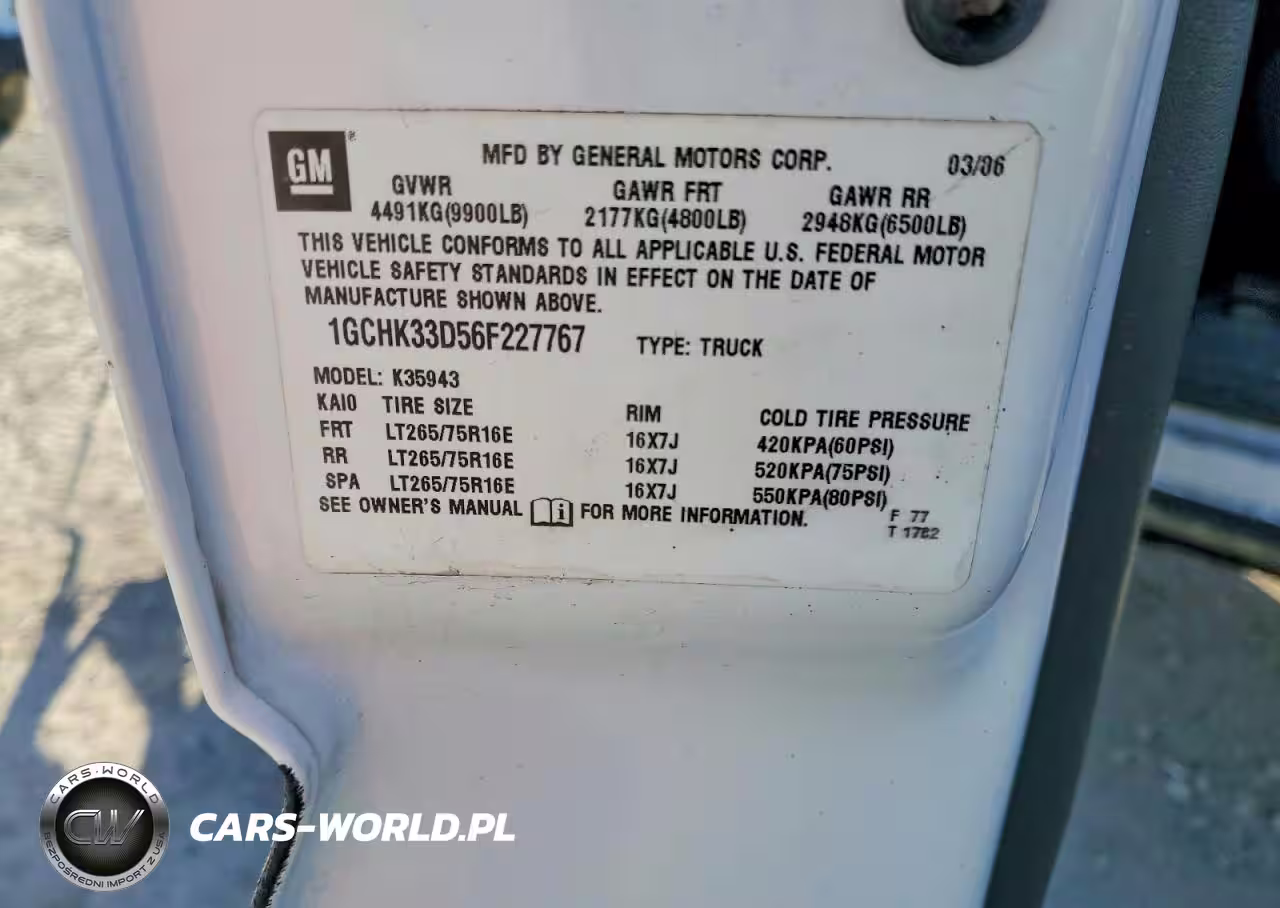 GM ®
MFD BY GENERAL MOTORS CORP. 03/06
GVWR GAWR FRT GAWR RR
4491KG(9900LB) 2177KG(4800LB) 2948KG(6500LB)
THIS VEHICLE CONFORMS TO ALL APPLICABLE U.S. FEDERAL MOTOR
VEHICLE SAFETY STANDARDS IN EFFECT ON THE DATE OF
MANUFACTURE SHOWN ABOVE.
1GCHK33D56F227767 TYPE: TRUCK
MODEL: K35943
KAI0 TIRE SIZE RIM COLD TIRE PRESSURE
FRT LT265/75R16E 16X7J 420KPA(60PSI)
RR LT265/75R16E 16X7J 520KPA(75PSI)
SPA LT265/75R16E 16X7J 550KPA(80PSI)
SEE OWNER'S MANUAL i FOR MORE INFORMATION.
F 77
T 1782
CARS-WORLD
CW
BEZPOŚREDNI IMPORT Z USA
CARS-WORLD.PL